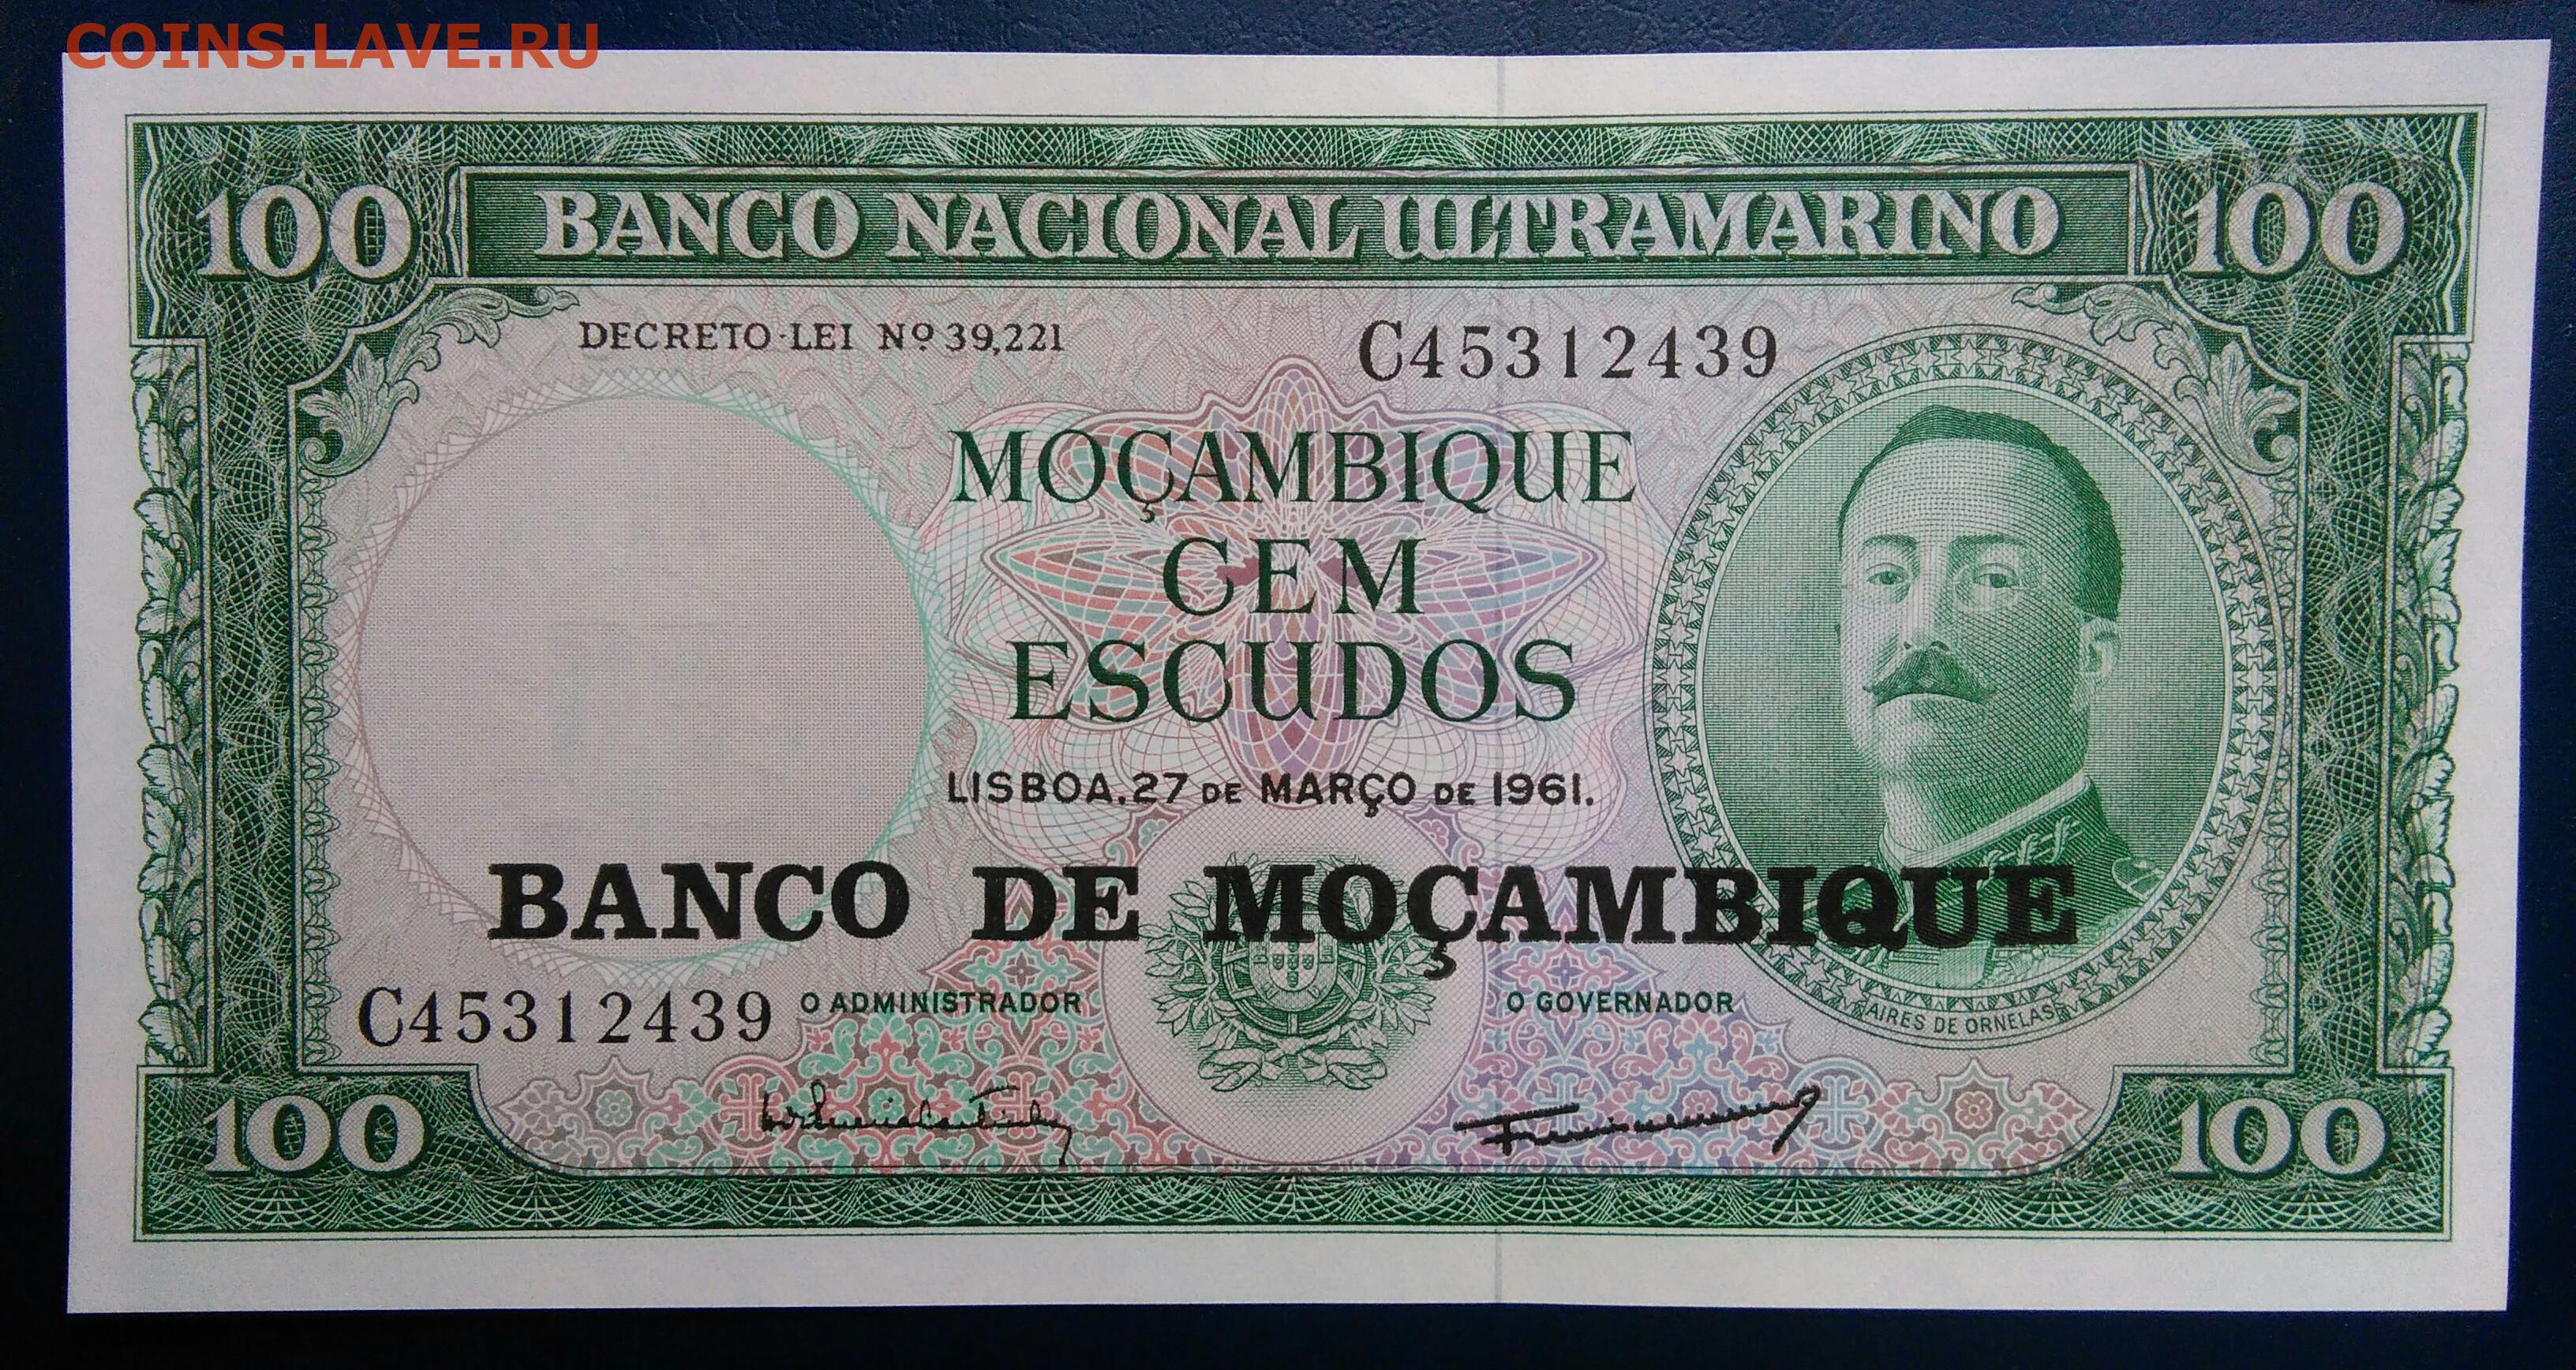 COINS.LAVE.RU
100 BANCO NACIONAL ULTRAMARINO 100
DECRETO-LEI Nº 39,221
C45312439
MOÇAMBIQUE
CEM
ESCUDOS
LISBOA, 27 DE MARÇO DE 1961.
BANCO DE MOÇAMBIQUE
C45312439
O ADMINISTRADOR
O GOVERNADOR
AIRES DE ORNELAS
100 100